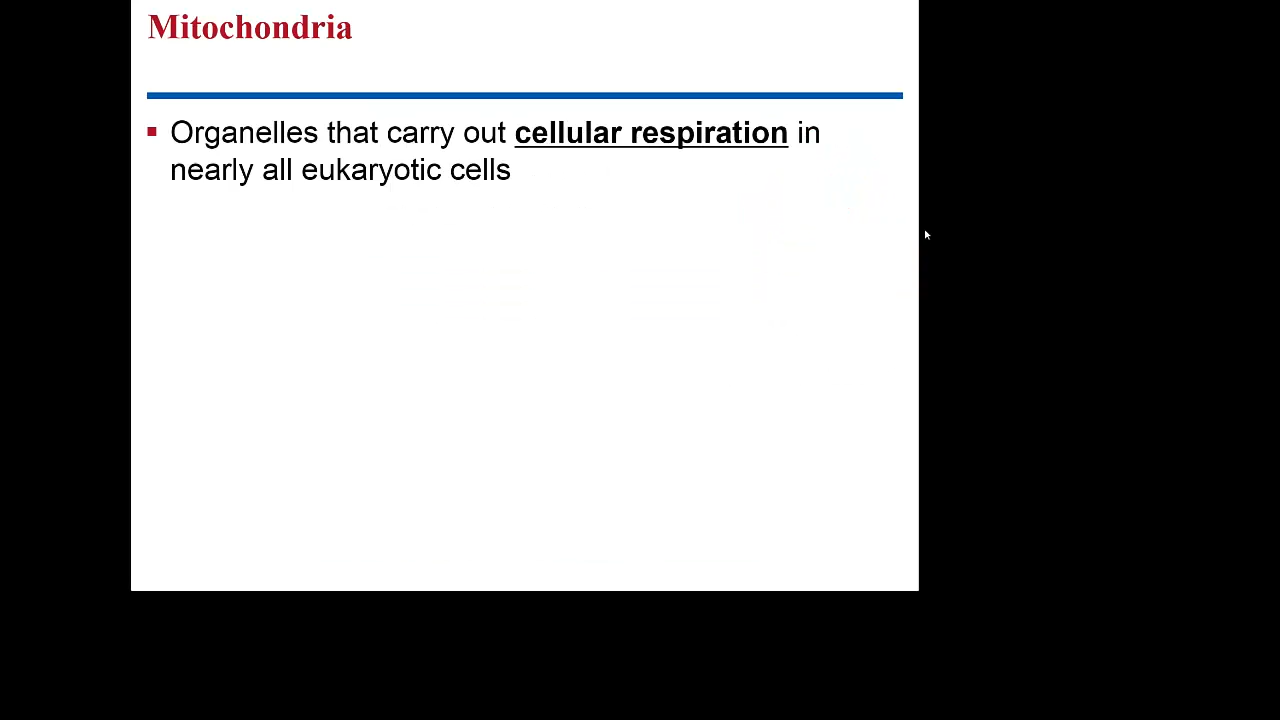 Mitochondria
Organelles that carry out cellular respiration in
nearly all eukaryotic cells